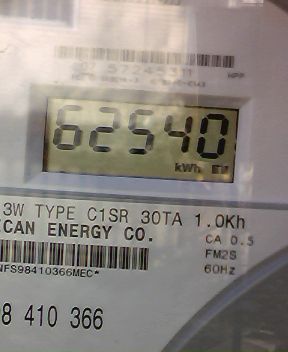 62540
kWh
3W TYPE C1SR 30TA 1.0Kh
CAN ENERGY CO.
CA 0.5
FM2S
60Hz
NFS98410366MEC*
8 410 366